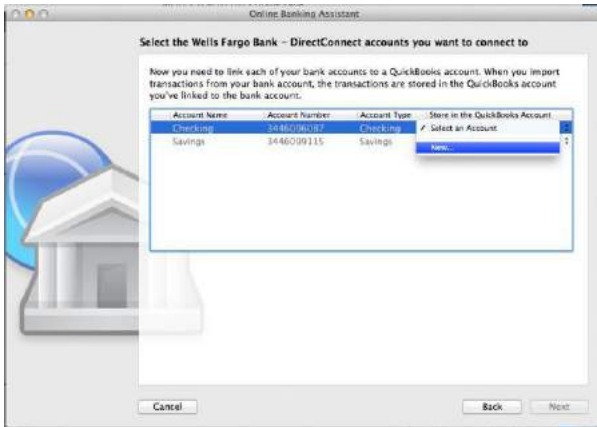 Online Banking Assistant
Select the Wells Fargo Bank – DirectConnect accounts you want to connect to
Now you need to link each of your bank accounts to a QuickBooks account. When you import
transactions from your bank account, the transactions are stored in the QuickBooks account
you've linked to the bank account.
Account Name Account Number Account Type Store in the QuickBooks Account
Checking 3446096087 Checking ✓ Select an Account
Savings 3446099115 Savings New...
Cancel Back Next